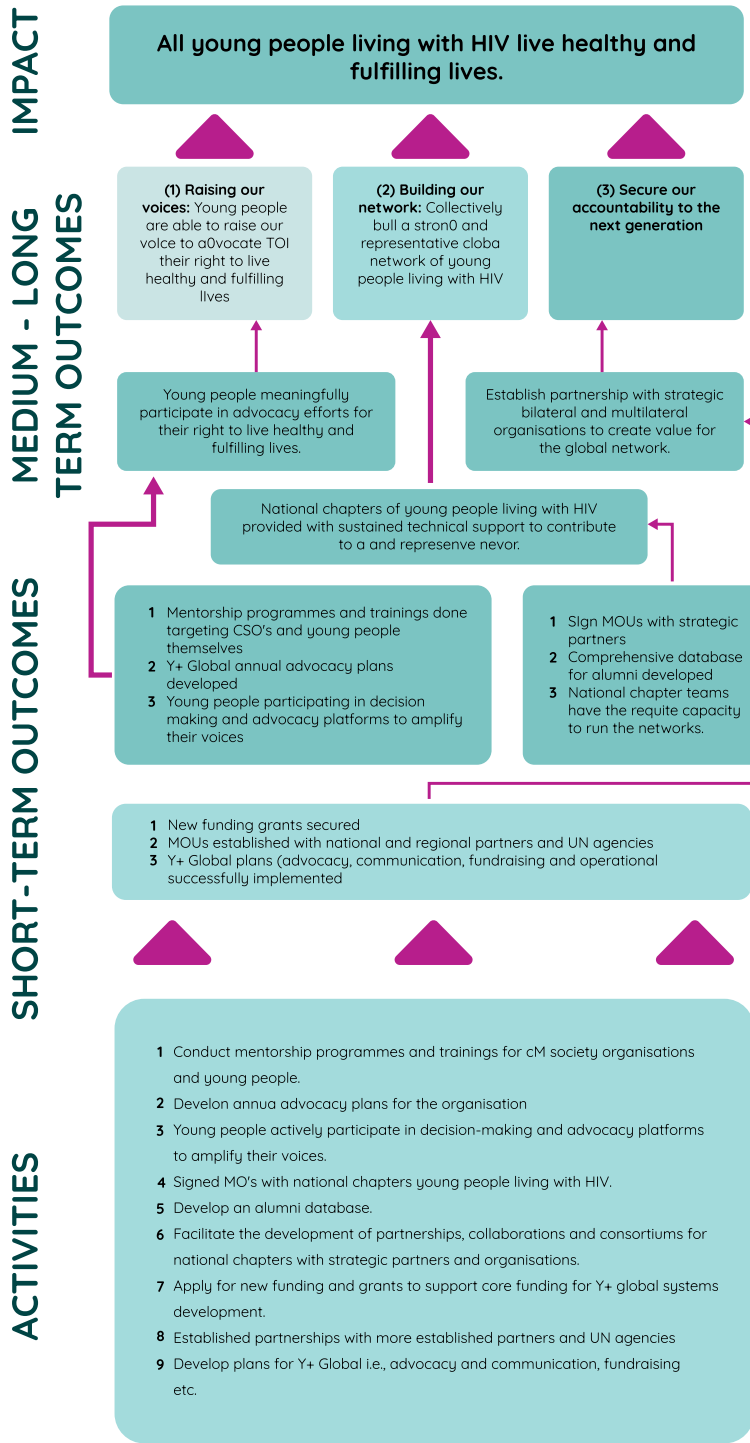 IMPACT
All young people living with HIV live healthy and
fulfilling lives.
MEDIUM - LONG
TERM OUTCOMES
(1) Raising our
voices: Young people
are able to raise our
volce to a0vocate TOI
their right to live
healthy and fulfilling
lIves
(2) Building our
network: Collectively
bull a stron0 and
representative cloba
network of young
people living with HIV
(3) Secure our
accountability to the
next generation
Young people meaningfully
participate in advocacy efforts for
their right to live healthy and
fulfilling lives.
Establish partnership with strategic
bilateral and multilateral
organisations to create value for
the global network.
National chapters of young people living with HIV
provided with sustained technical support to contribute
to a and represenve nevor.
SHORT-TERM OUTCOMES
1 Mentorship programmes and trainings done
targeting CSO's and young people
themselves
2 Y+ Global annual advocacy plans
developed
3 Young people participating in decision
making and advocacy platforms to amplify
their voices
1 SIgn MOUs with strategic
partners
2 Comprehensive database
for alumni developed
3 National chapter teams
have the requite capacity
to run the networks.
1 New funding grants secured
2 MOUs established with national and regional partners and UN agencies
3 Y+ Global plans (advocacy, communication, fundraising and operational
successfully implemented
ACTIVITIES
1 Conduct mentorship programmes and trainings for cM society organisations
and young people.
2 Develon annua advocacy plans for the organisation
3 Young people actively participate in decision-making and advocacy platforms
to amplify their voices.
4 Signed MO's with national chapters young people living with HIV.
5 Develop an alumni database.
6 Facilitate the development of partnerships, collaborations and consortiums for
national chapters with strategic partners and organisations.
7 Apply for new funding and grants to support core funding for Y+ global systems
development.
8 Established partnerships with more established partners and UN agencies
9 Develop plans for Y+ Global i.e., advocacy and communication, fundraising
etc.